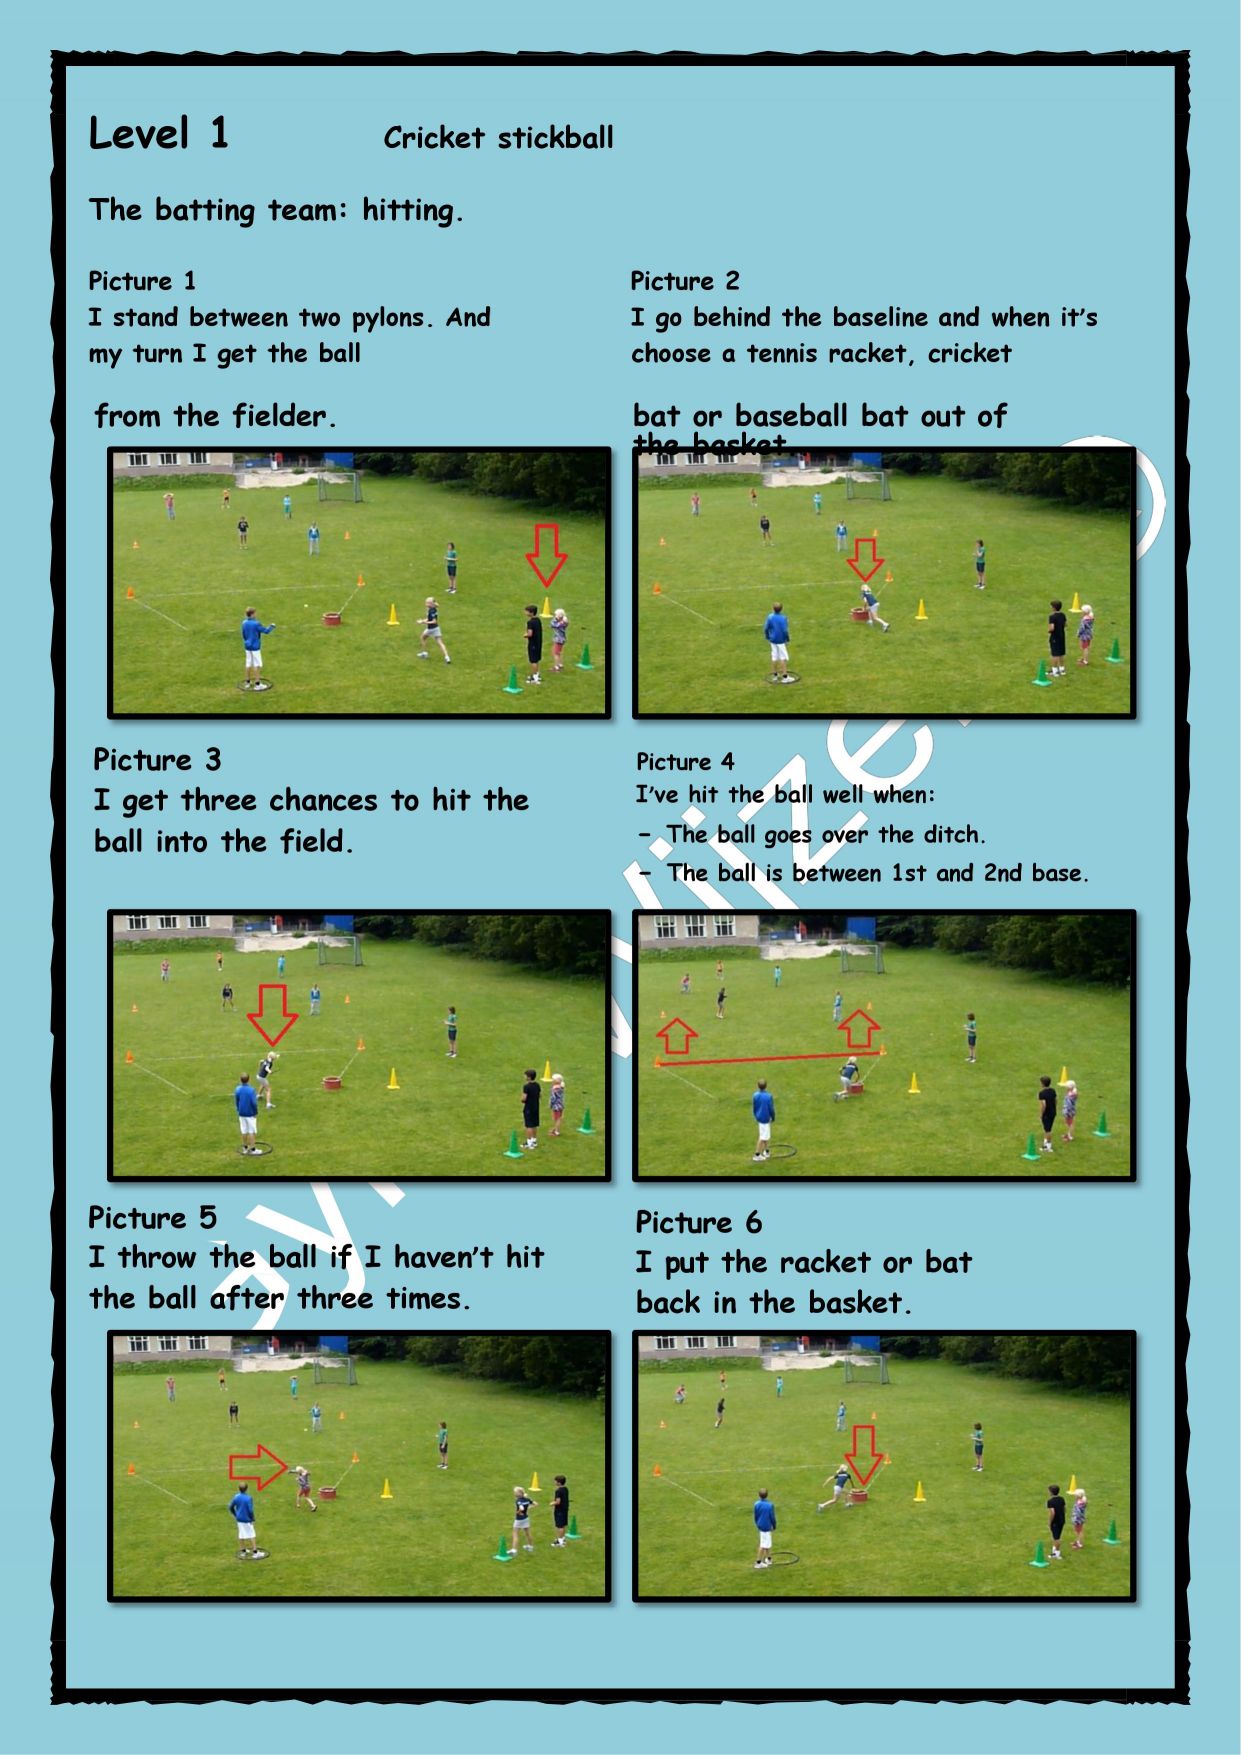 Level 1 Cricket stickball
The batting team: hitting.
Picture 1
I stand between two pylons. And
my turn I get the ball
from the fielder.
Picture 2
I go behind the baseline and when it's
choose a tennis racket, cricket
bat or baseball bat out of
the basket.
Picture 3
I get three chances to hit the
ball into the field.
Picture 4
I've hit the ball well when:
- The ball goes over the ditch.
- The ball is between 1st and 2nd base.
Picture 5
I throw the ball if I haven't hit
the ball after three times.
Picture 6
I put the racket or bat
back in the basket.